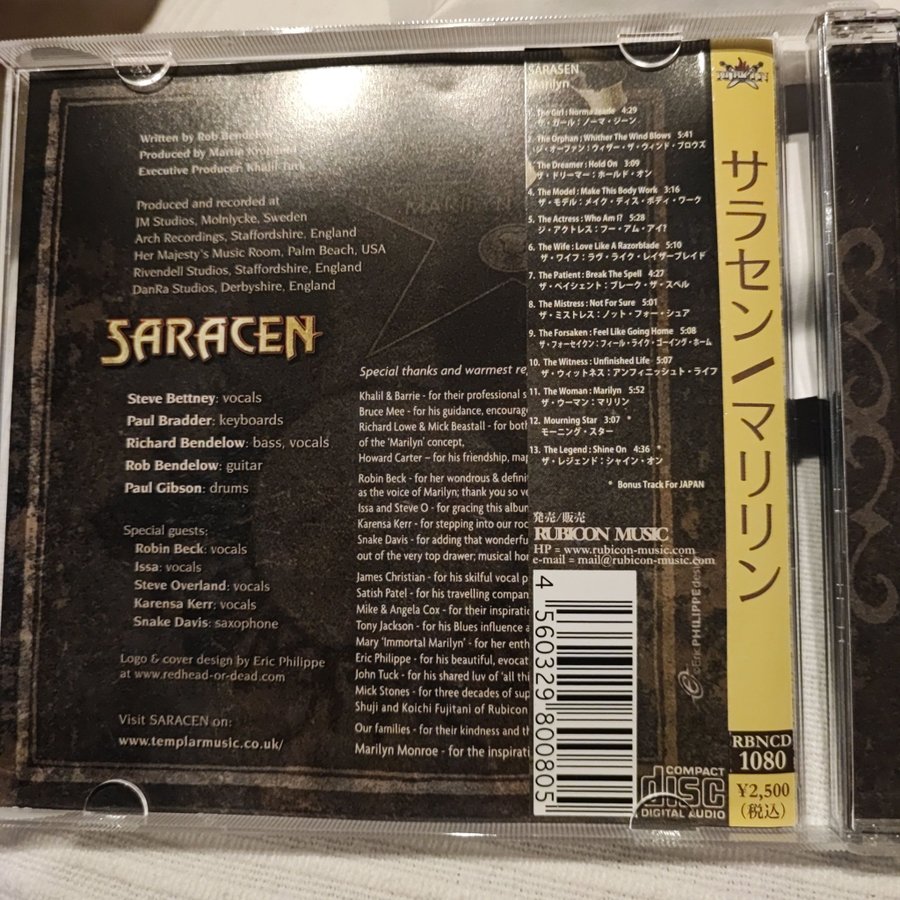 Written by Rob Bendelow
Produced by Martin
Executive Producer: Khalil Turk
Produced and recorded at
JM Studios, Molnlycke, Sweden
Arch Recordings, Staffordshire, England
Her Majesty's Music Room, Palm Beach, USA
Rivendell Studios, Staffordshire, England
DanRa Studios, Derbyshire, England
SARACEN
Steve Bettney: vocals
Paul Bradder: keyboards
Richard Bendelow: bass, vocals
Rob Bendelow: guitar
Paul Gibson: drums
Special guests:
Robin Beck: vocals
Issa: vocals
Steve Overland: vocals
Karensa Kerr: vocals
Snake Davis: saxophone
Logo & cover design by Eric Philippe
at www.redhead-or-dead.com
Visit SARACEN on:
www.templarmusic.co.uk/
Special thanks and warmest re
Khalil & Barrie - for their professional s
Bruce Mee - for his guidance, encourag
Richard Lowe & Mick Beastall - for both
of the 'Marilyn' concept,
Howard Carter – for his friendship, map
Robin Beck - for her wondrous & defini
as the voice of Marilyn; thank you so ve
Issa and Steve O - for gracing this album
Karensa Kerr - for stepping into our roc
Snake Davis - for adding that wonderfu
out of the very top drawer; musical hor
James Christian - for his skilful vocal p
Satish Patel - for his travelling compan
Mike & Angela Cox - for their inspiratio
Tony Jackson - for his Blues influence a
Mary 'Immortal Marilyn' - for her enth
Eric Philippe - for his beautiful, evocat
John Tuck - for his shared luv of 'all thi
Mick Stones - for three decades of sup
Shuji and Koichi Fujitani of Rubicon
Our families - for their kindness and th
Marilyn Monroe - for the inspirati
SARASEN
Marilyn
1. The Girl : Norma Jeane 4:29
ザ・ガール：ノーマ・ジーン
2. The Orphan : Whither The Wind Blows 5:41
ジ・オーファン：ウィザー・ザ・ウィンド・ブロウズ
3. The Dreamer : Hold On 3:09
ザ・ドリーマー：ホールド・オン
4. The Model : Make This Body Work 3:16
ザ・モデル：メイク・ディス・ボディ・ワーク
5. The Actress : Who Am I? 5:28
ジ・アクトレス：フー・アム・アイ?
6. The Wife : Love Like A Razorblade 5:10
ザ・ワイフ：ラヴ・ライク・レイザーブレイド
7. The Patient : Break The Spell 4:27
ザ・ペイシェント：ブレーク・ザ・スペル
8. The Mistress : Not For Sure 5:01
ザ・ミストレス：ノット・フォー・シュア
9. The Forsaken : Feel Like Going Home 5:08
ザ・フォーセイクン：フィール・ライク・ゴーイング・ホーム
10. The Witness : Unfinished Life 5:07
ザ・ウィットネス：アンフィニッシュト・ライフ
11. The Woman : Marilyn 5:52
ザ・ウーマン：マリリン
12. Mourning Star 3:07 *
モーニング・スター
13. The Legend : Shine On 4:36 *
ザ・レジェンド：シャイン・オン
* Bonus Track For JAPAN
発売/販売
RUBICON MUSIC
HP = www.rubicon-music.com
e-mail = mail@rubicon-music.com
4 560329 800805
COMPACT
disc
DIGITAL AUDIO
PHILIPPE
サラセン/マリリン
RBNCD
1080
¥2,500
(税込)